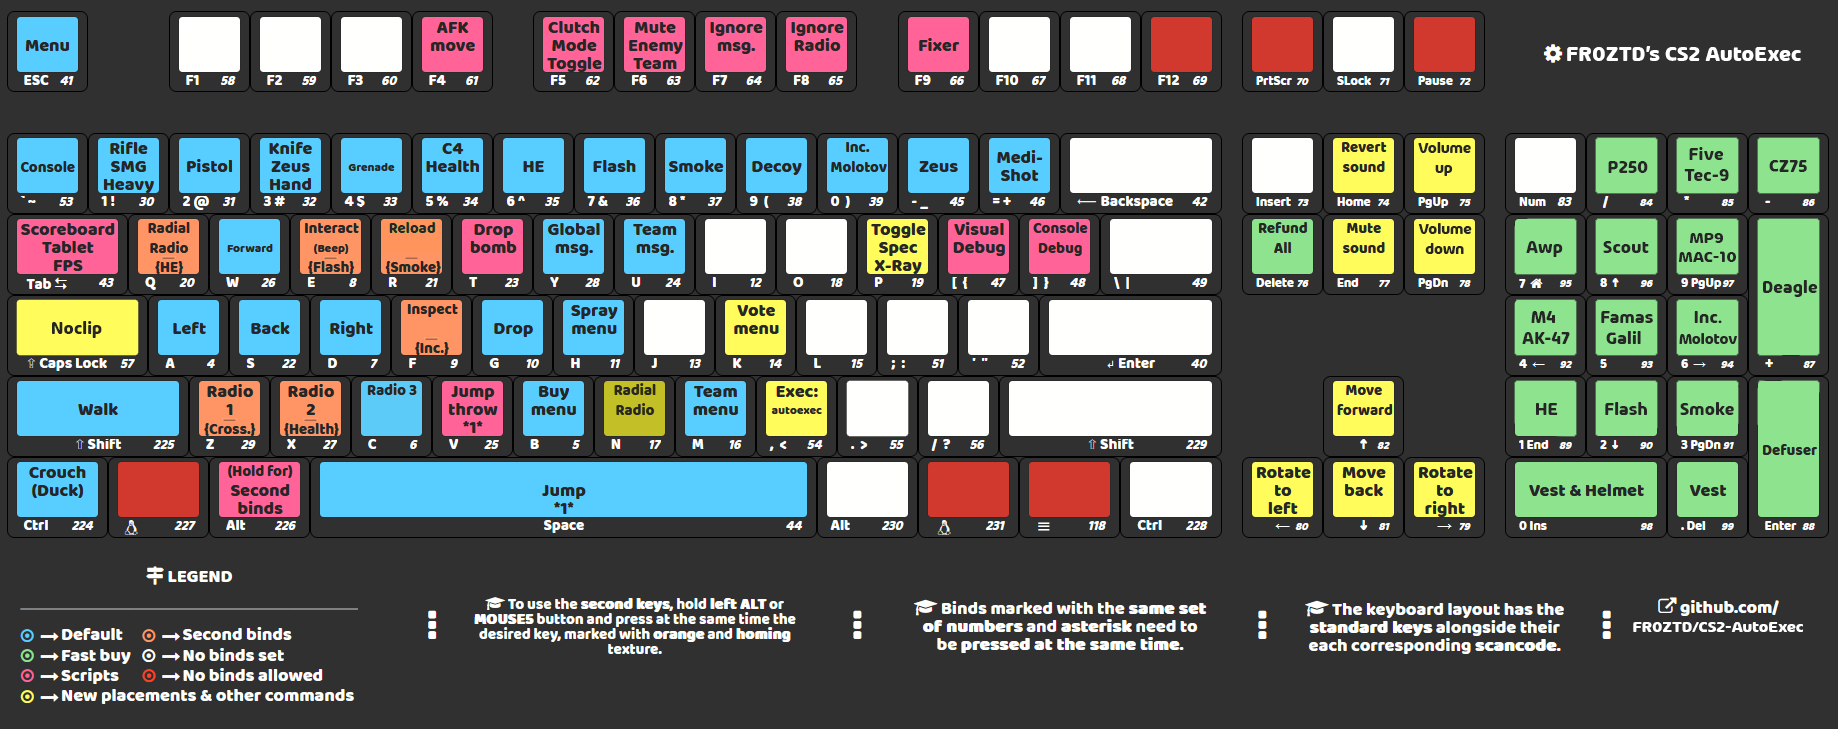 Menu
ESC 41
F1 58
F2 59
F3 60
AFK
move
F4 61
Clutch
Mode
Toggle
F5 62
Mute
Enemy
Team
F6 63
Ignore
msg.
F7 64
Ignore
Radio
F8 65
Fixer
F9 66
F10 67
F11 68
F12 69
PrtScr 70
SLock 71
Pause 72
FR0ZTD's CS2 AutoExec
Console
` ~ 53
Rifle
SMG
Heavy
1 ! 30
Pistol
2 @ 31
Knife
Zeus
Hand
3 # 32
Grenade
4 $ 33
C4
Health
5 % 34
HE
6 ^ 35
Flash
7 & 36
Smoke
8 * 37
Decoy
9 ( 38
Inc.
Molotov
0 ) 39
Zeus
- _ 45
Medi-
Shot
= + 46
⟵ Backspace 42
Insert 73
Revert
sound
Home 74
Volume
up
PgUp 75
Num 83
P250
/ 84
Five
Tec-9
* 85
CZ75
- 86
Scoreboard
Tablet
FPS
Tab ⇆ 43
Radial
Radio
—
{HE}
Q 20
Forward
W 26
Interact
(Beep)
—
{Flash}
E 8
Reload
—
{Smoke}
R 21
Drop
bomb
T 23
Global
msg.
Y 28
Team
msg.
U 24
I 12
O 18
Toggle
Spec
X-Ray
P 19
Visual
Debug
[ { 47
Console
Debug
] } 48
\ | 49
Refund
All
Delete 76
Mute
sound
End 77
Volume
down
PgDn 78
Awp
7 95
Scout
8 ↑ 96
MP9
MAC-10
9 PgUp 97
Deagle
+ 87
Noclip
⇧ Caps Lock 57
Left
A 4
Back
S 22
Right
D 7
Inspect
—
{Inc.}
F 9
Drop
G 10
Spray
menu
H 11
J 13
Vote
menu
K 14
L 15
; : 51
' " 52
↲ Enter 40
M4
AK-47
4 ← 92
Famas
Galil
5 93
Inc.
Molotov
6 → 94
Walk
⇧ Shift 225
Radio
1
—
{Cross.}
Z 29
Radio
2
—
{Health}
X 27
Radio 3
C 6
Jump
throw
*1*
V 25
Buy
menu
B 5
Radial
Radio
N 17
Team
menu
M 16
Exec:
autoexec
, < 54
. > 55
/ ? 56
⇧ Shift 229
Move
forward
↑ 82
HE
1 End 89
Flash
2 ↓ 90
Smoke
3 PgDn 91
Defuser
Enter 88
Crouch
(Duck)
Ctrl 224
227
(Hold for)
Second
binds
Alt 226
Jump
*1*
Space 44
Alt 230
231
≡ 118
Ctrl 228
Rotate
to
left
← 80
Move
back
↓ 81
Rotate
to
right
→ 79
Vest & Helmet
0 Ins 98
Vest
. Del 99
LEGEND
→ Default
→ Second binds
→ Fast buy
→ No binds set
→ Scripts
→ No binds allowed
→ New placements & other commands
To use the second keys, hold left ALT or
MOUSE5 button and press at the same time the
desired key, marked with orange and homing
texture.
Binds marked with the same set
of numbers and asterisk need to
be pressed at the same time.
The keyboard layout has the
standard keys alongside their
each corresponding scancode.
github.com/
FR0ZTD/CS2-AutoExec